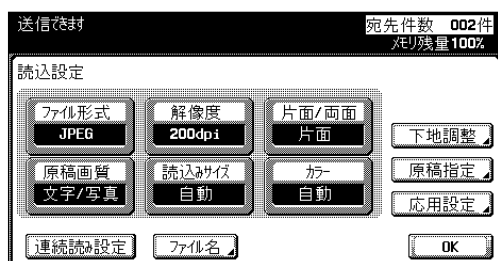 送信できます
宛先件数 002件
メモリ残量100%
読込設定
ファイル形式 解像度 片面/両面
JPEG 200dpi 片面
下地調整
原稿画質 読込みサイズ カラー
文字/写真 自動 自動
原稿指定
応用設定
連続読み設定 ファイル名 OK